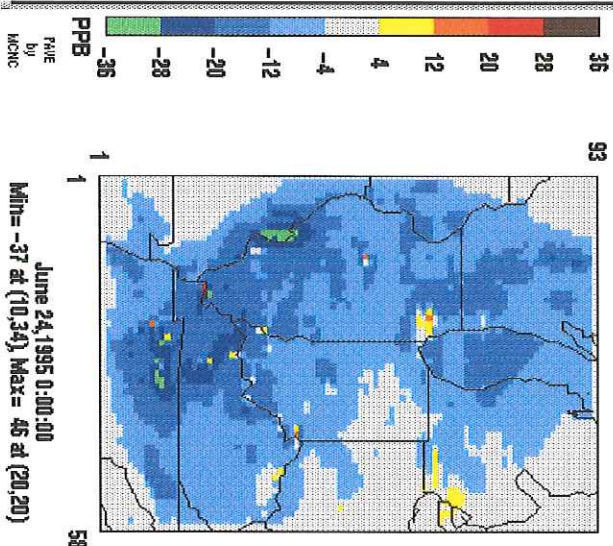 PPB
36
28
20
12
4
-4
-12
-20
-28
-36
PAVE
by
MCNC
93
1
1
58
June 24,1995 0:00:00
Min= -37 at (10,34), Max= 46 at (20,20)